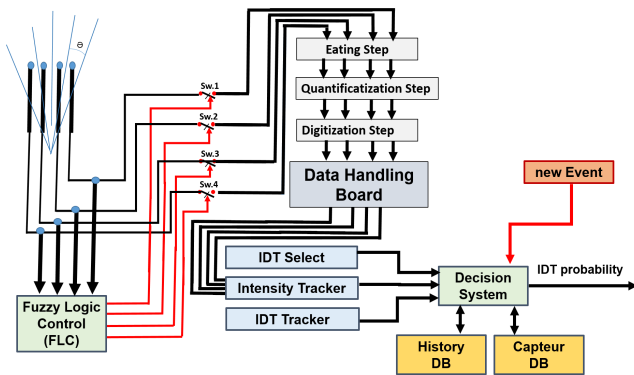 Θ
Sw.1
Sw.2
Sw.3
Sw.4
Eating Step
Quantificatization Step
Digitization Step
Data Handling
Board
new Event
IDT Select
Intensity Tracker
IDT Tracker
Decision
System
IDT probability
Fuzzy Logic
Control
(FLC)
History
DB
Capteur
DB